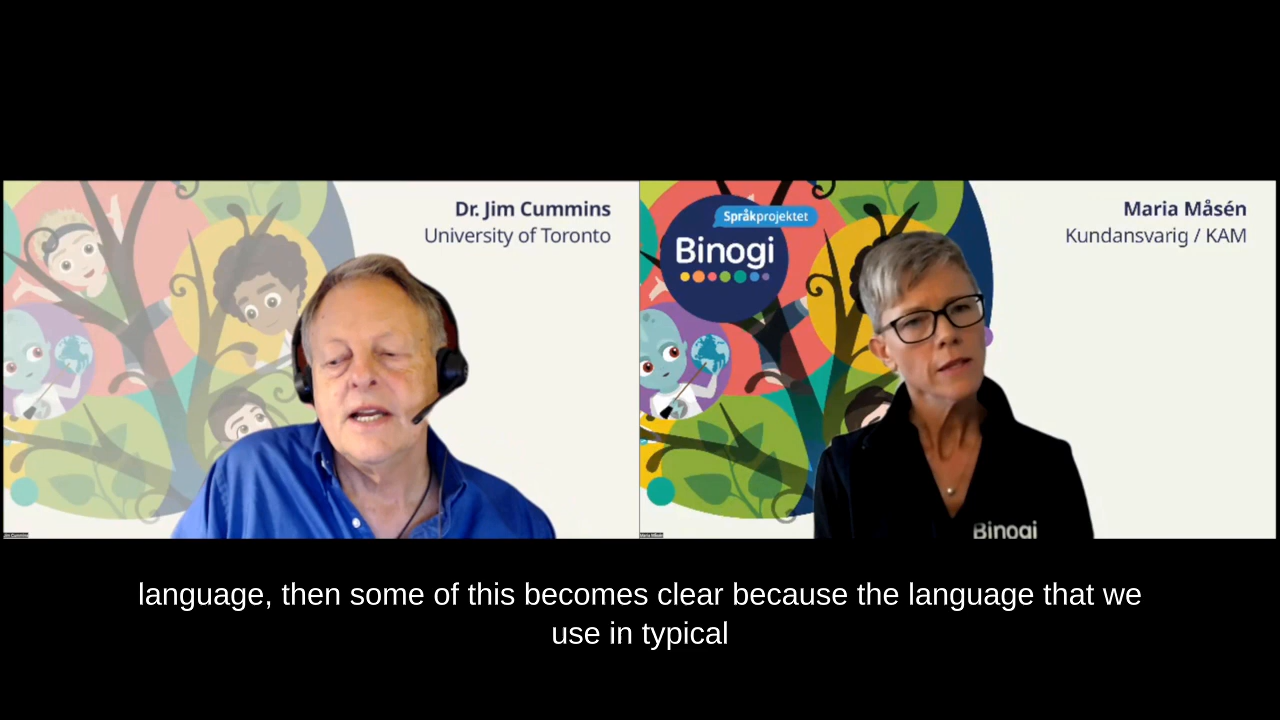 Dr. Jim Cummins
University of Toronto
Språkprojektet
Binogi
Maria Måsén
Kundansvarig / KAM
Binogi
language, then some of this becomes clear because the language that we
use in typical